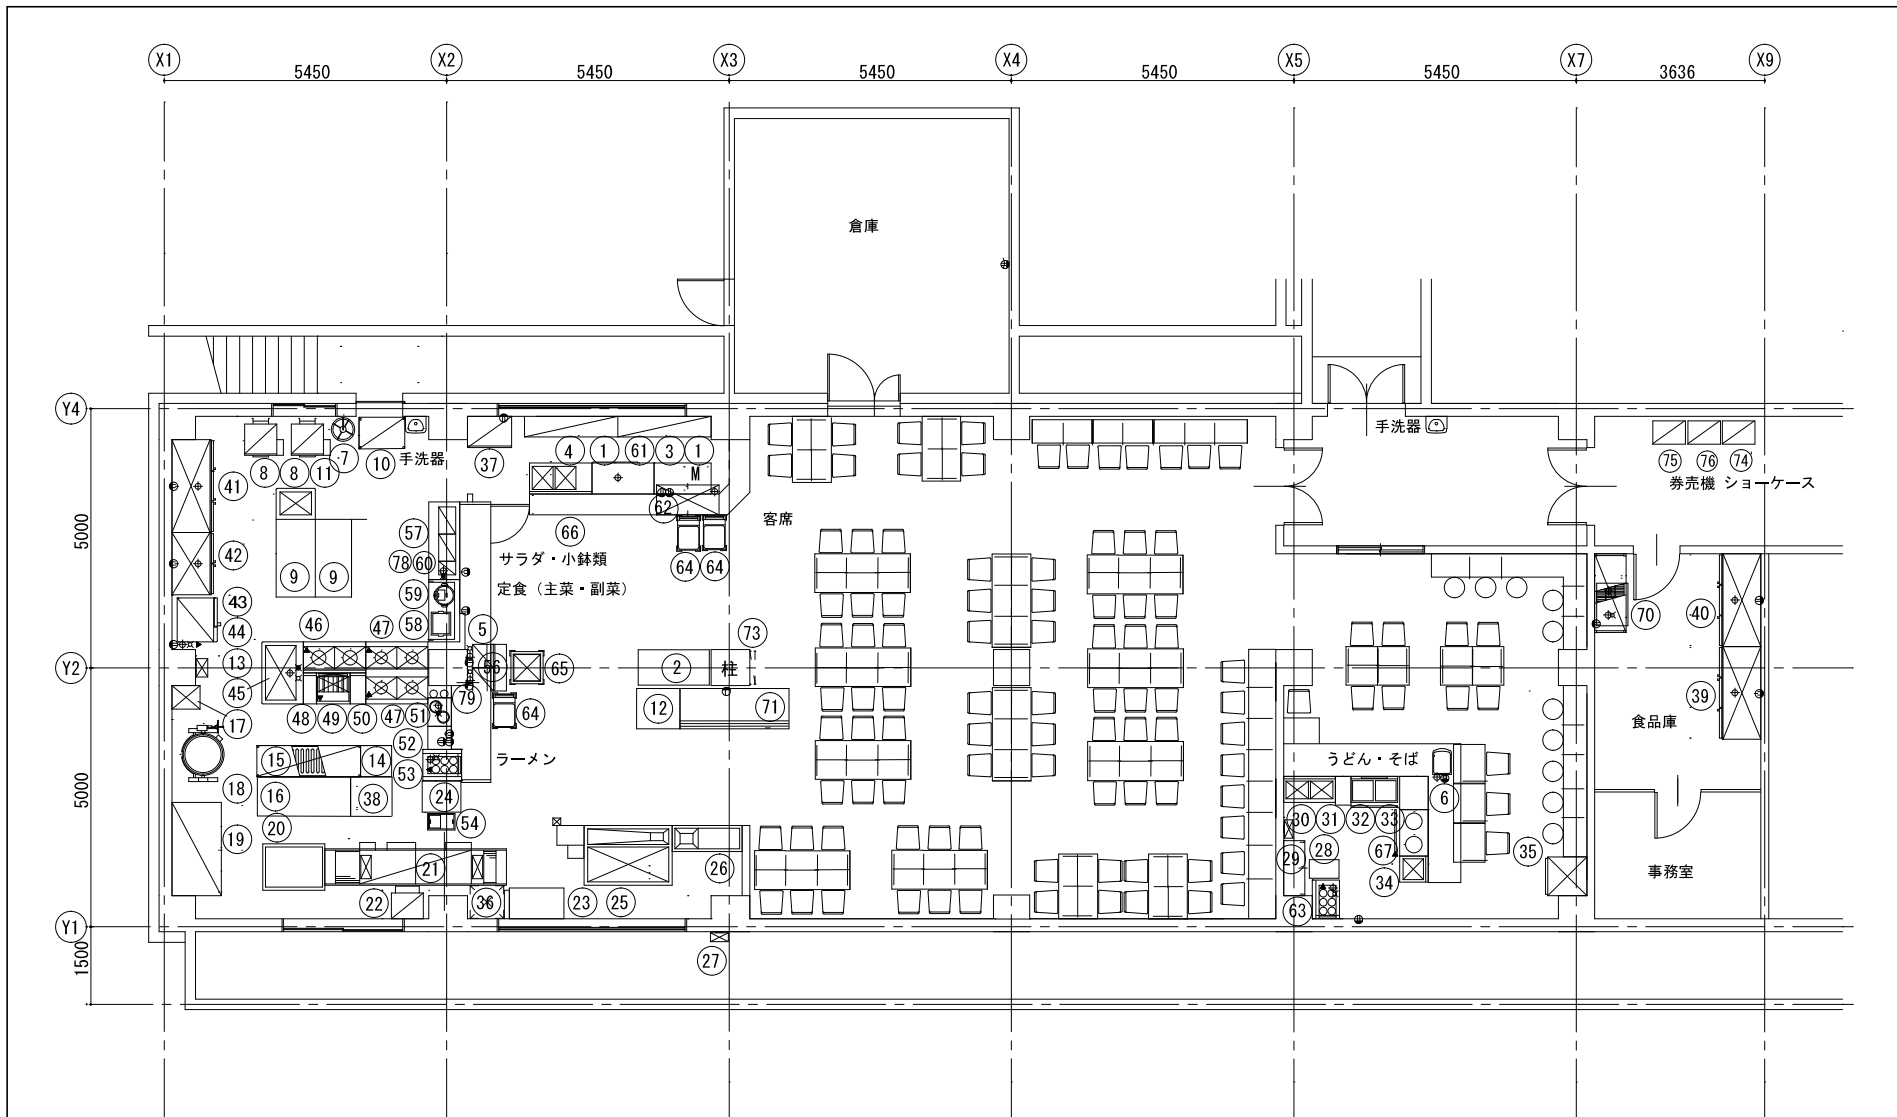 X1 X2 X3 X4 X5 X7 X9
5450 5450 5450 5450 5450 3636
倉庫
Y4
手洗器
7
8 8 11 10 手洗器 37 4 1 61 3 1
M
75 76 74
券売機 ショーケース
41
62
客席
57 66
5000
42 78 60 サラダ・小鉢類
64 64
9 9 59 定食（主菜・副菜）
43
44 46 47 58 5 73
70 40
Y2 13 56 65 2 柱
45
48 49 50 47 51 79 64 12 71
17
39
食品庫
52 ラーメン
うどん・そば
15 14 53
18 16 38 24
6
5000
19 20 54
30 31 32 33
21 26
29 28 67 35
34
事務室
22 36 23 25
63
Y1
1500
27